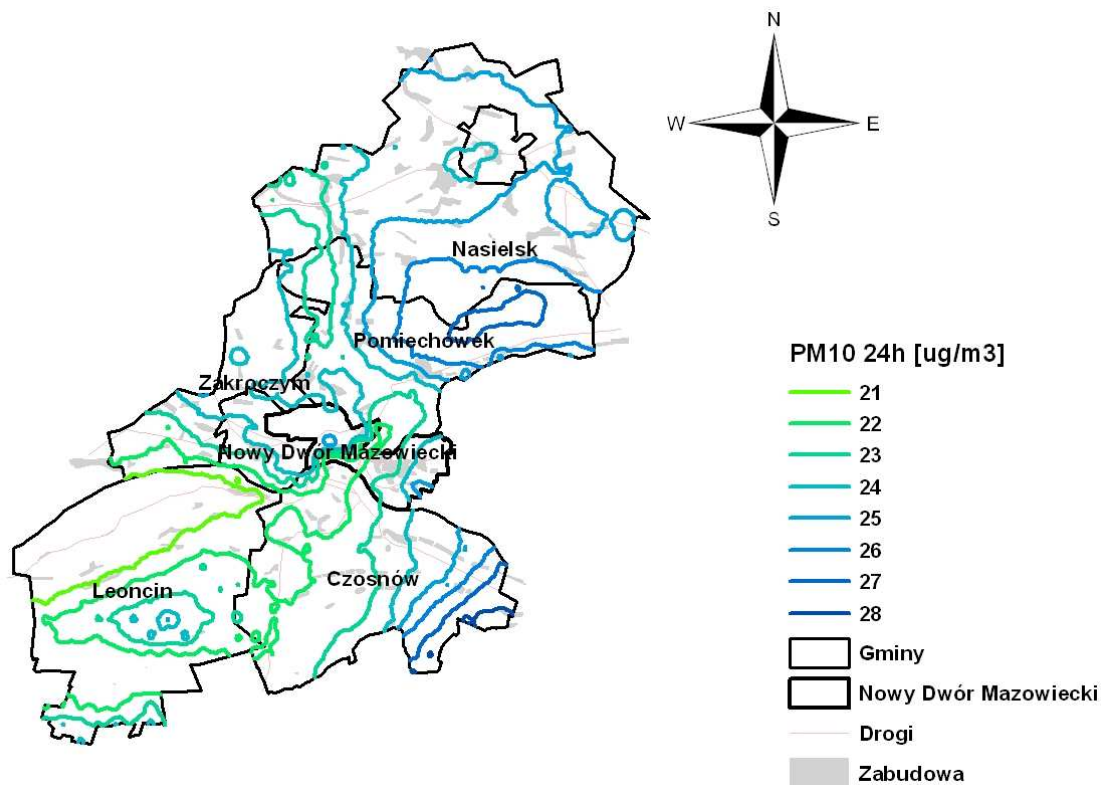 N
W
E
S
Nasielsk
Pomiechówek
Zakroczym
Nowy Dwór Mazowiecki
Leoncin
Czosnów
PM10 24h [ug/m3]
21
22
23
24
25
26
27
28
Gminy
Nowy Dwór Mazowiecki
Drogi
Zabudowa